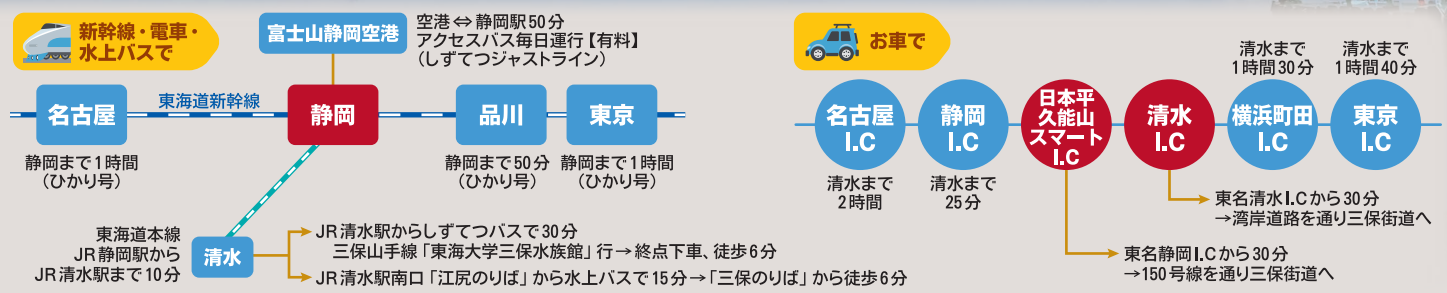 新幹線・電車・
水上バスで
富士山静岡空港
空港⇔静岡駅50分
アクセスバス毎日運行【有料】
(しずてつジャストライン)
名古屋
東海道新幹線
静岡
品川
東京
静岡まで1時間
(ひかり号)
静岡まで50分
(ひかり号)
静岡まで1時間
(ひかり号)
東海道本線
JR静岡駅から
JR清水駅まで10分
清水
JR清水駅からしずてつバスで30分
三保山手線「東海大学三保水族館」行→終点下車、徒歩6分
JR清水駅南口「江尻のりば」から水上バスで15分→「三保のりば」から徒歩6分
お車で
清水まで
1時間30分
清水まで
1時間40分
名古屋
I.C
静岡
I.C
日本平
久能山
スマート
I.C
清水
I.C
横浜町田
I.C
東京
I.C
清水まで
2時間
清水まで
25分
東名清水I.Cから30分
→湾岸道路を通り三保街道へ
東名静岡I.Cから30分
→150号線を通り三保街道へ